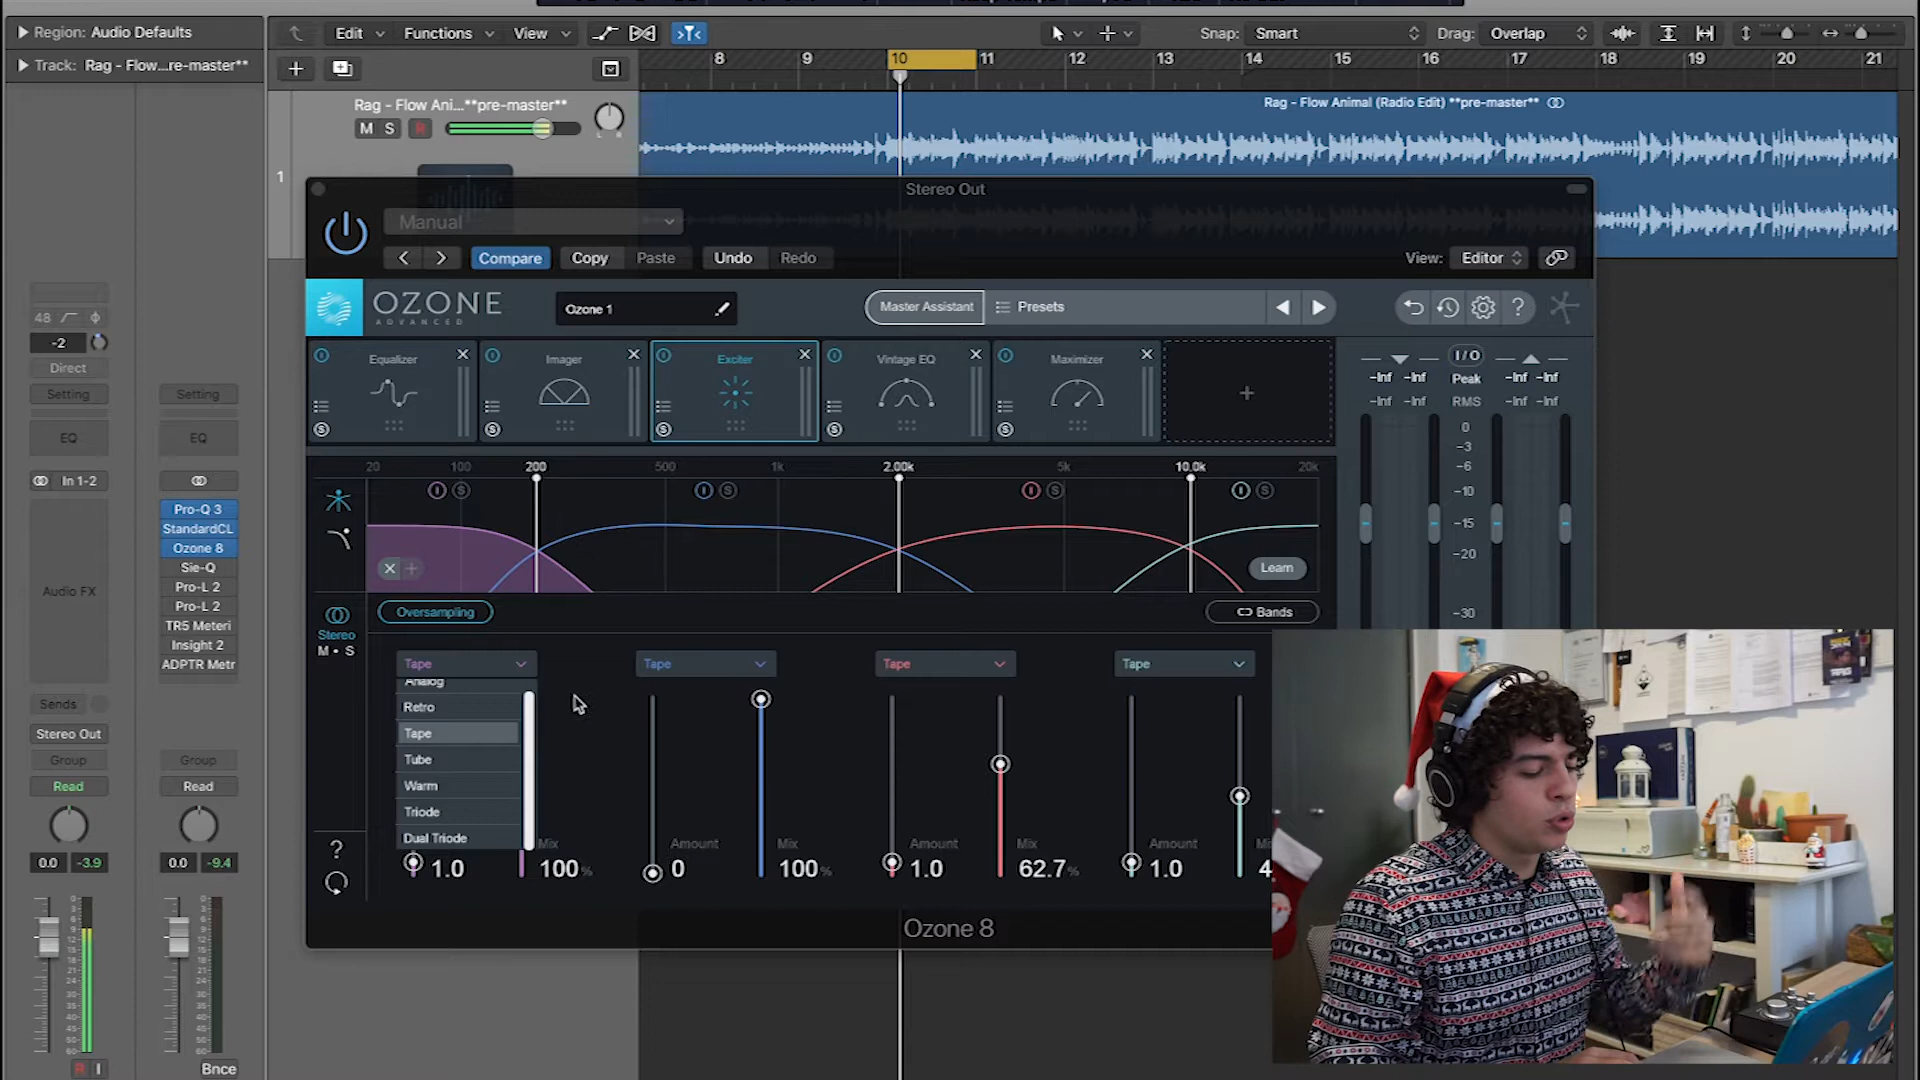 Region: Audio Defaults
Edit
Functions
View
Snap: Smart
Drag: Overlap
Track: Rag - Flow...re-master**
8 9 10 11 12 13 14 15 16 17 18 19 20 21
Rag - Flow Ani...**pre-master**
Rag - Flow Animal (Radio Edit) **pre-master**
M S R
L R
1
Stereo Out
Manual
Compare
Copy
Paste
Undo
Redo
View: Editor
OZONE
ADVANCED
Ozone 1
Master Assistant
Presets
?
Equalizer
Imager
Exciter
Vintage EQ
Maximizer
I/O
-Inf -Inf Peak -Inf -Inf
-Inf -Inf RMS -Inf -Inf
0
-3
-6
-10
-15
-20
-30
20 100 200 500 1k 2.00k 5k 10.0k 20k
S S S S
Learn
Stereo
M • S
Oversampling
Bands
Tape
Tape
Tape
Tape
Analog
Retro
Tape
Tube
Warm
Triode
Dual Triode
Mix
Amount
Mix
Amount
Mix
Amount
1.0
100%
0
100%
1.0
62.7%
1.0
4
?
Ozone 8
48
-2
Direct
Setting
Setting
EQ
EQ
In 1-2
Audio FX
Pro-Q 3
StandardCL
Ozone 8
Sie-Q
Pro-L 2
Pro-L 2
TR5 Meteri
Insight 2
ADPTR Metr
Sends
Stereo Out
Group
Group
Read
Read
0.0 -3.9
0.0 -9.4
R I
Bnce